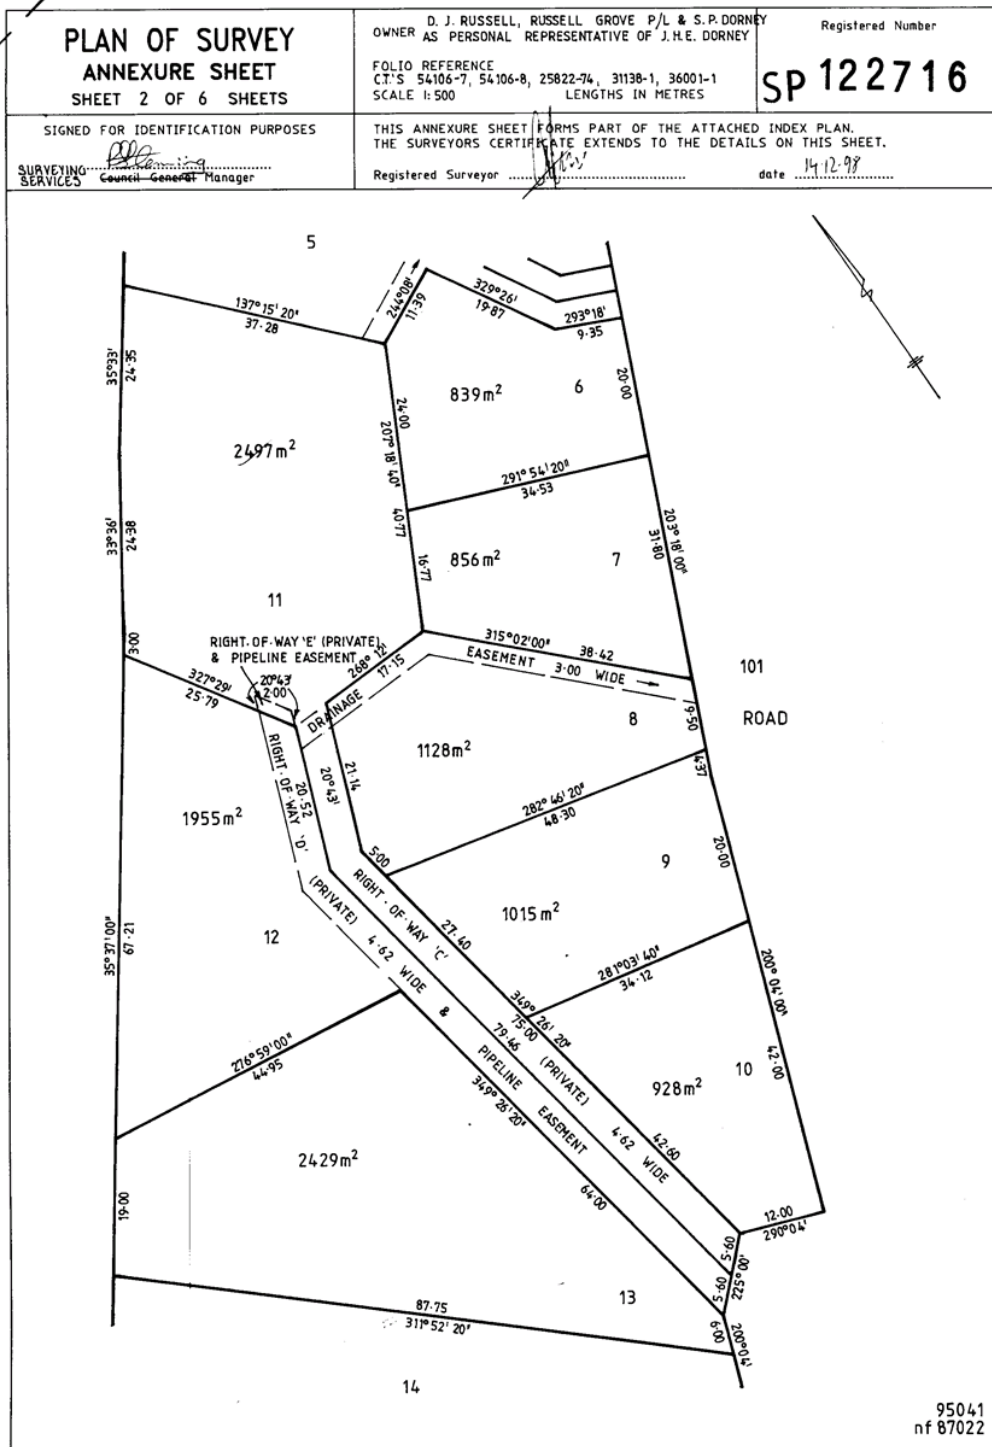 PLAN OF SURVEY
ANNEXURE SHEET
SHEET 2 OF 6 SHEETS
OWNER D. J. RUSSELL, RUSSELL GROVE P/L & S.P. DORNEY
AS PERSONAL REPRESENTATIVE OF J.H.E. DORNEY
FOLIO REFERENCE
C.T.'S 54106-7, 54106-8, 25822-74, 31138-1, 36001-1
SCALE 1:500 LENGTHS IN METRES
Registered Number
SP 122716
SIGNED FOR IDENTIFICATION PURPOSES
SURVEYING
SERVICES Council General Manager
THIS ANNEXURE SHEET FORMS PART OF THE ATTACHED INDEX PLAN.
THE SURVEYORS CERTIFICATE EXTENDS TO THE DETAILS ON THIS SHEET.
Registered Surveyor
date 14.12.98
5
137° 15' 20"
37·28
244°08'
11·39
329°26'
19·87
293°18'
9·35
35°33'
24·35
839m²
6
20·00
24·00
207° 18' 40"
40·77
2497m²
291° 54' 20"
34·53
33°36'
24·38
856m²
7
16·77
203° 18' 00"
31·80
11
3·00
RIGHT-OF-WAY 'E' (PRIVATE)
& PIPELINE EASEMENT
268° 12'
17·15
315°02'00"
38·42
EASEMENT 3·00 WIDE
DRAINAGE
101
ROAD
327°29'
25·79
20°43'
2·00
8
9·50
4·37
1128m²
21·14
20·52
20°43'
RIGHT-OF-WAY 'D'
(PRIVATE) 4·62 WIDE & PIPELINE EASEMENT
1955m²
282° 46' 20"
48·30
5·00
9
20·00
RIGHT-OF-WAY 'C'
(PRIVATE) 4·62 WIDE
27·40
1015m²
281°03' 40"
34·12
12
35°37'00"
67·21
349° 26' 20"
75·00
79·46
200° 04' 00"
42·00
276°59'00"
44·95
349° 26' 20"
64·00
10
928m²
42·60
2429m²
19·00
12·00
290°04'
5·60
5·60
225° 00'
13
87·75
311° 52' 20"
6·00
200°04'
14
95041
nf 87022